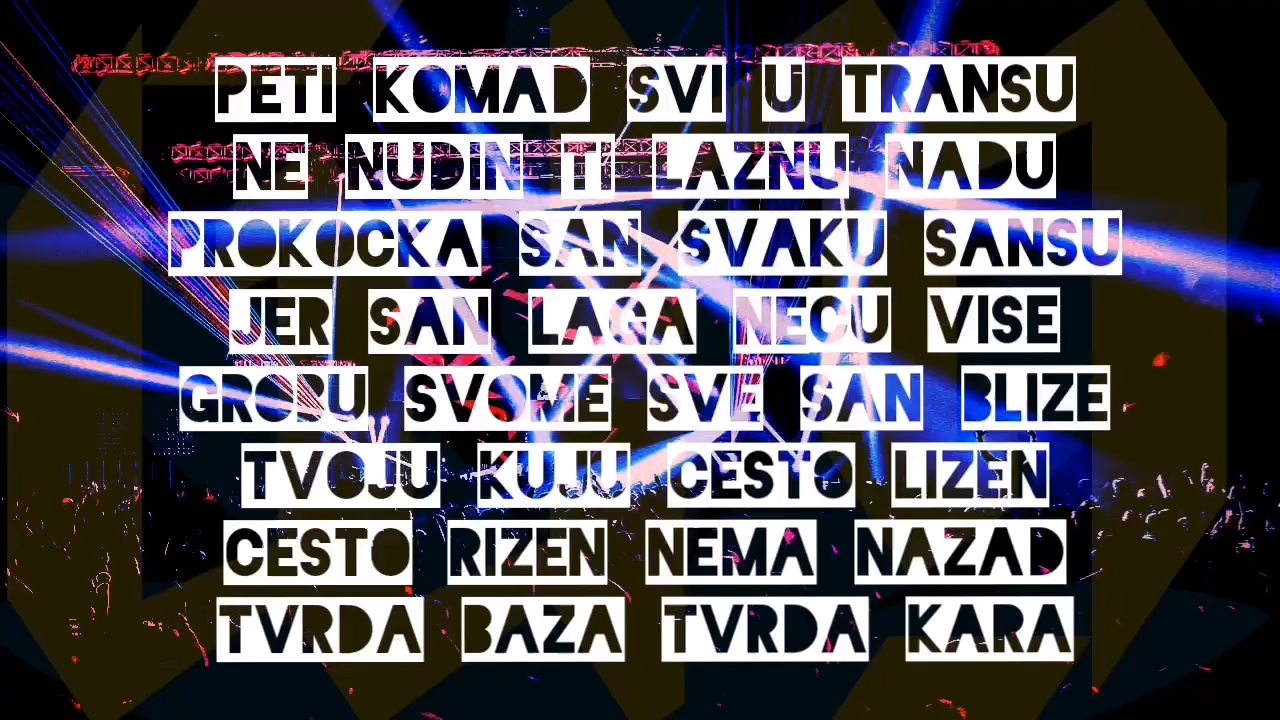 PETI KOMAD SVI U TRANSU
NE NUDIN TI LAZNU NADU
PROKOCKA SAN SVAKU SANSU
JER SAN LAGA NECU VISE
GROBU SVOME SVE SAN BLIZE
TVOJU KUJU CESTO LIZEN
CESTO RIZEN NEMA NAZAD
TVRDA BAZA TVRDA KARA